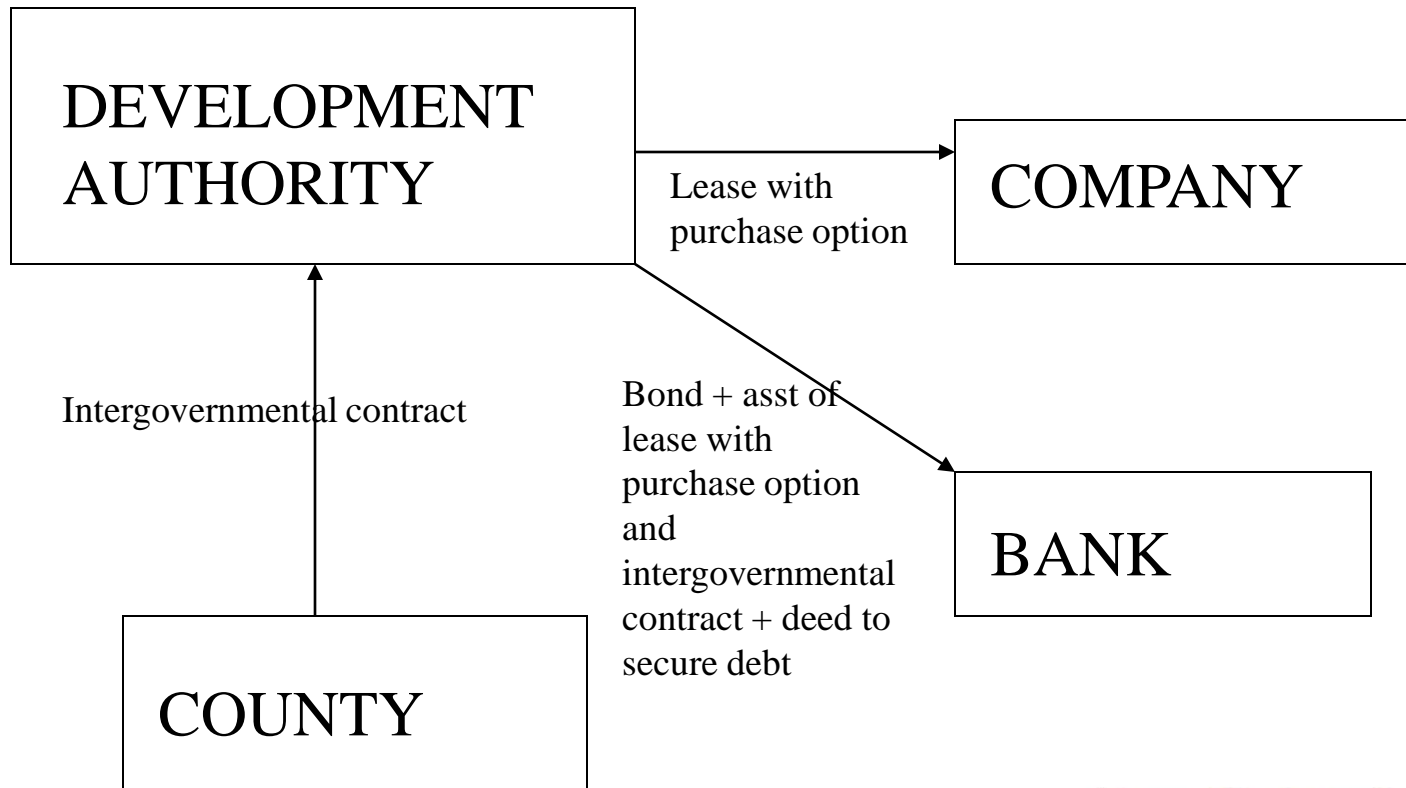 DEVELOPMENT
AUTHORITY
Lease with
purchase option
COMPANY
Intergovernmental contract
Bond + asst of
lease with
purchase option
and
intergovernmental
contract + deed to
secure debt
BANK
COUNTY